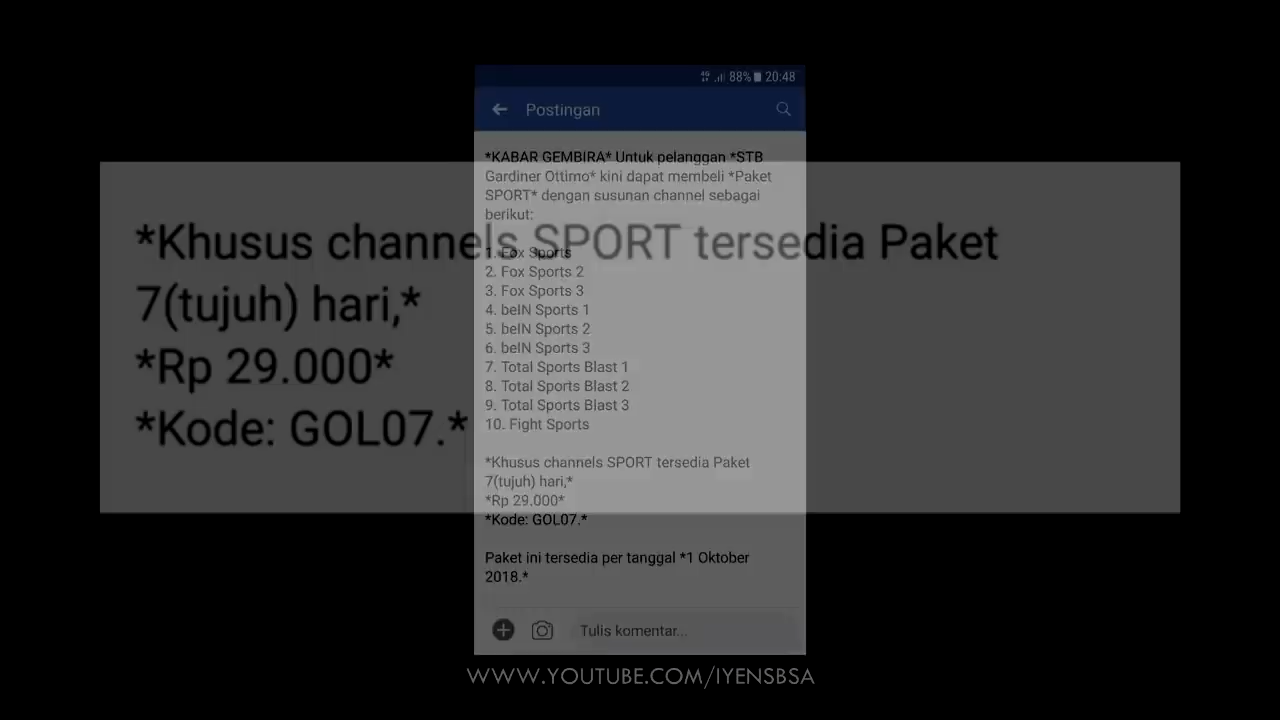 88% 20:48
Postingan
*KABAR GEMBIRA* Untuk pelanggan *STB
Gardiner Ottimo* kini dapat membeli *Paket
SPORT* dengan susunan channel sebagai
berikut:
1. Fox Sports
2. Fox Sports 2
3. Fox Sports 3
4. beIN Sports 1
5. beIN Sports 2
6. beIN Sports 3
7. Total Sports Blast 1
8. Total Sports Blast 2
9. Total Sports Blast 3
10. Fight Sports
*Khusus channels SPORT tersedia Paket
7(tujuh) hari,*
*Rp 29.000*
*Kode: GOL07.*
Paket ini tersedia per tanggal *1 Oktober
2018.*
Tulis komentar...
*Khusus channels SPORT tersedia Paket
7(tujuh) hari,*
*Rp 29.000*
*Kode: GOL07.*
WWW.YOUTUBE.COM/IYENSBSA